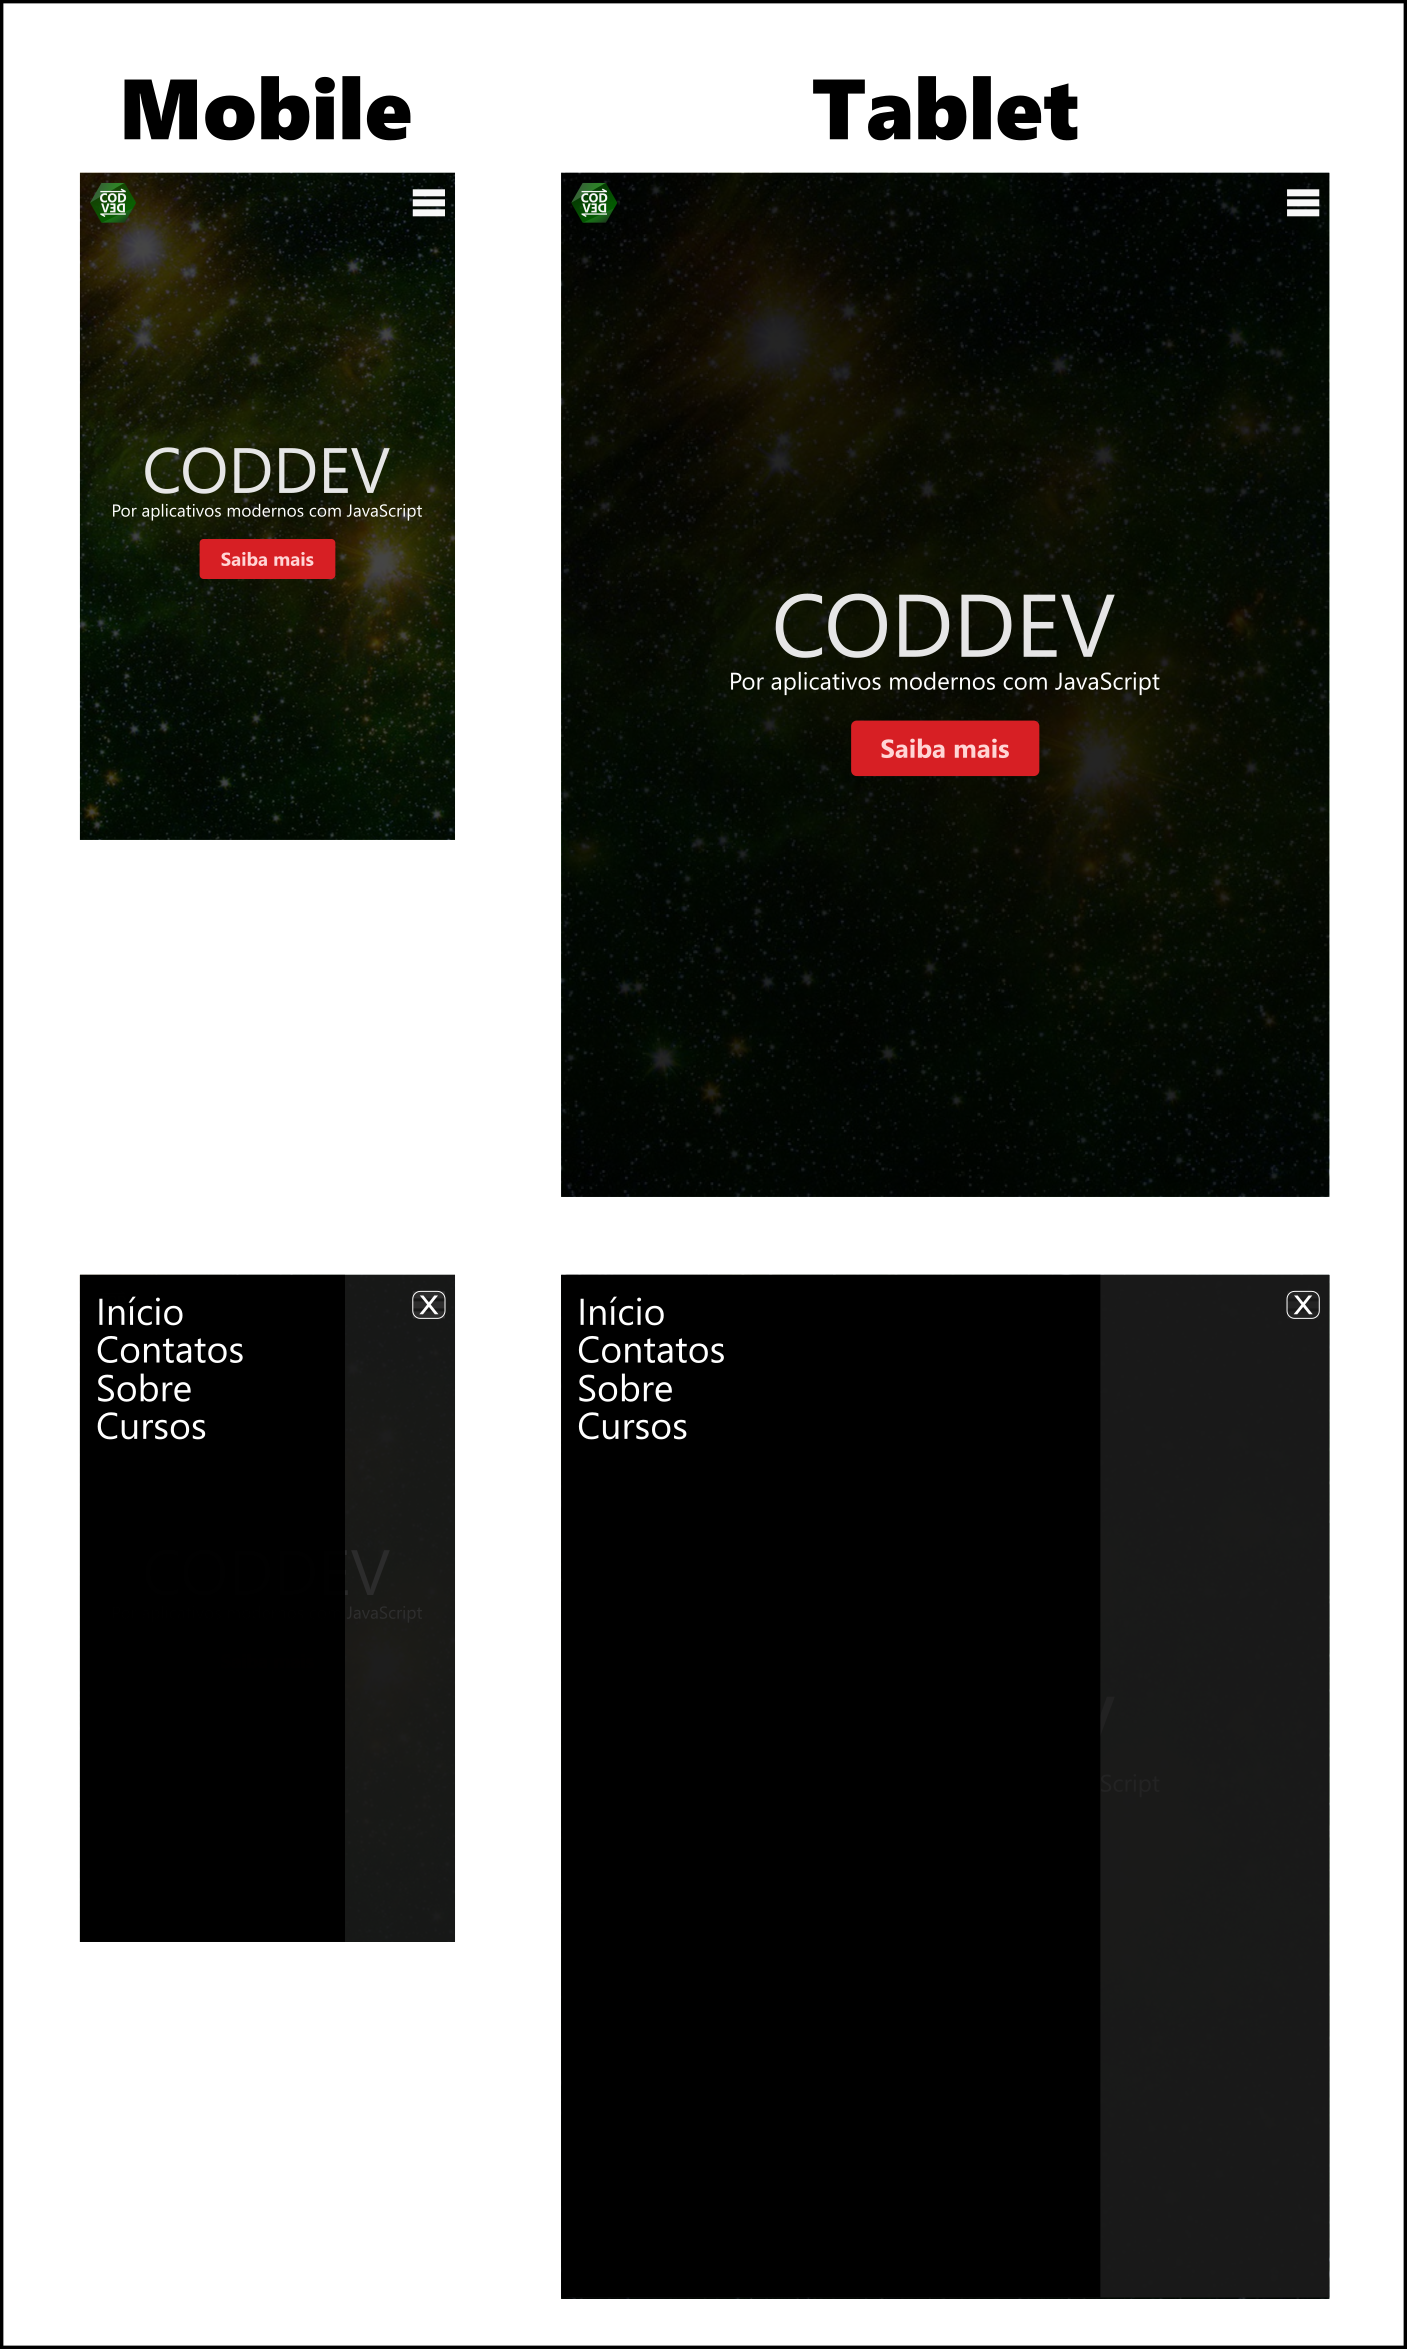 Mobile
Tablet
COD
DEV
CODDEV
Por aplicativos modernos com JavaScript
Saiba mais
COD
DEV
CODDEV
Por aplicativos modernos com JavaScript
Saiba mais
Início
Contatos
Sobre
Cursos
X
EV
JavaScript
Início
Contatos
Sobre
Cursos
X
V
Script